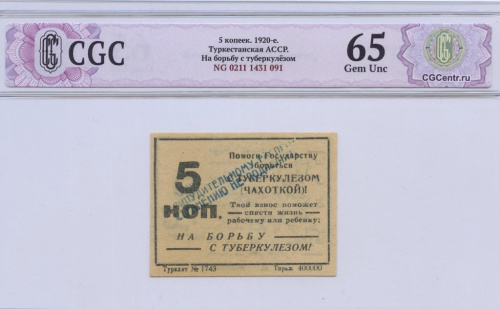 CGC
5 копеек. 1920-е.
Туркестанская АССР.
На борьбу с туберкулёзом
NG 0211 1431 091
65
Gem Unc
CGCentr.ru
5
КОП.
Помоги Государству
бороться
с ТУБЕРКУЛЕЗОМ
(ЧАХОТКОЙ)!
Твой взнос поможет
спасти жизнь
рабочему или ребенку;
НА БОРЬБУ
С ТУБЕРКУЛЕЗОМ!
Туркглит № 1743
Тираж 400000